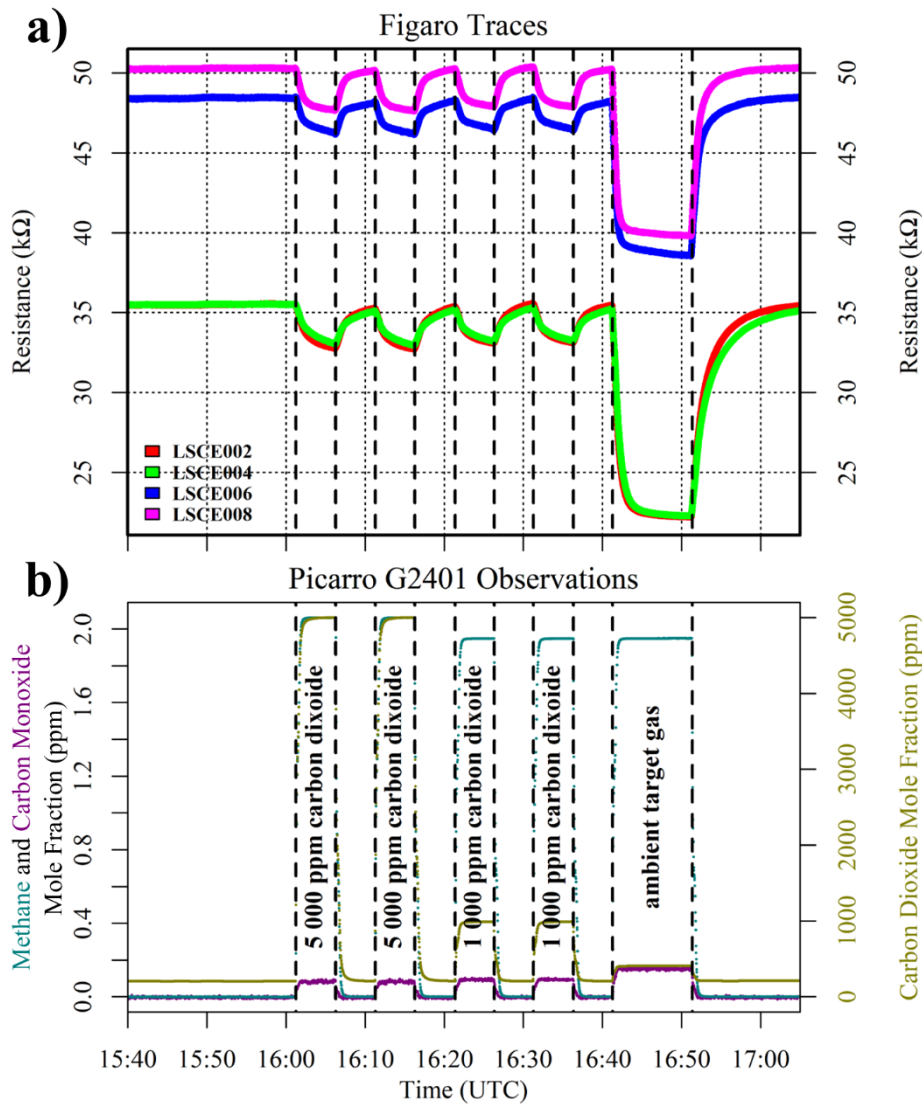 a)
Figaro Traces
50
45
40
35
30
25
Resistance (kΩ)
50
45
40
35
30
25
Resistance (kΩ)
LSCE002
LSCE004
LSCE006
LSCE008
b)
Picarro G2401 Observations
2.0
1.6
1.2
0.8
0.4
0.0
Methane and Carbon Monoxide
Mole Fraction (ppm)
5 000 ppm carbon dixoide
5 000 ppm carbon dixoide
1 000 ppm carbon dixoide
1 000 ppm carbon dixoide
ambient target gas
5000
4000
3000
2000
1000
0
Carbon Dioxide Mole Fraction (ppm)
15:40 15:50 16:00 16:10 16:20 16:30 16:40 16:50 17:00
Time (UTC)